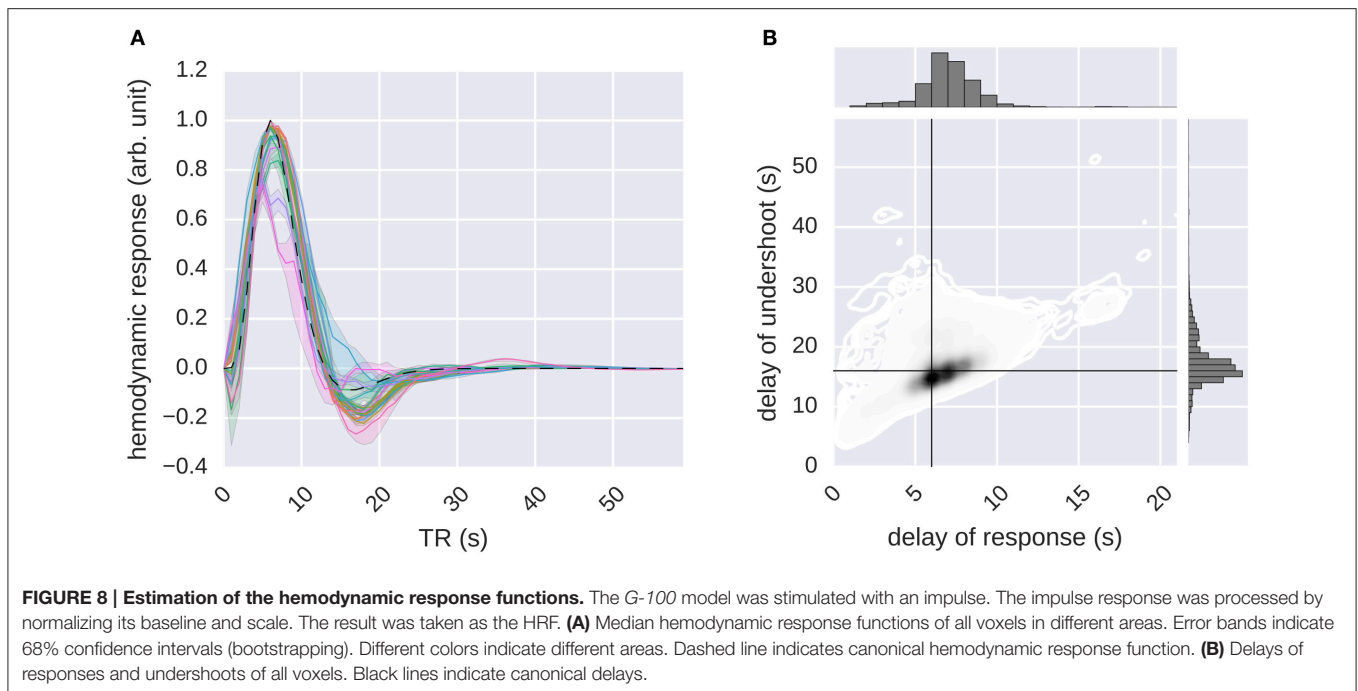 A
hemodynamic response (arb. unit)
1.2
1.0
0.8
0.6
0.4
0.2
0.0
−0.2
−0.4
0
10
20
30
40
50
TR (s)
B
delay of undershoot (s)
50
40
30
20
10
0
0
5
10
15
20
delay of response (s)
FIGURE 8 | Estimation of the hemodynamic response functions. The G-100 model was stimulated with an impulse. The impulse response was processed by
normalizing its baseline and scale. The result was taken as the HRF. (A) Median hemodynamic response functions of all voxels in different areas. Error bands indicate
68% confidence intervals (bootstrapping). Different colors indicate different areas. Dashed line indicates canonical hemodynamic response function. (B) Delays of
responses and undershoots of all voxels. Black lines indicate canonical delays.